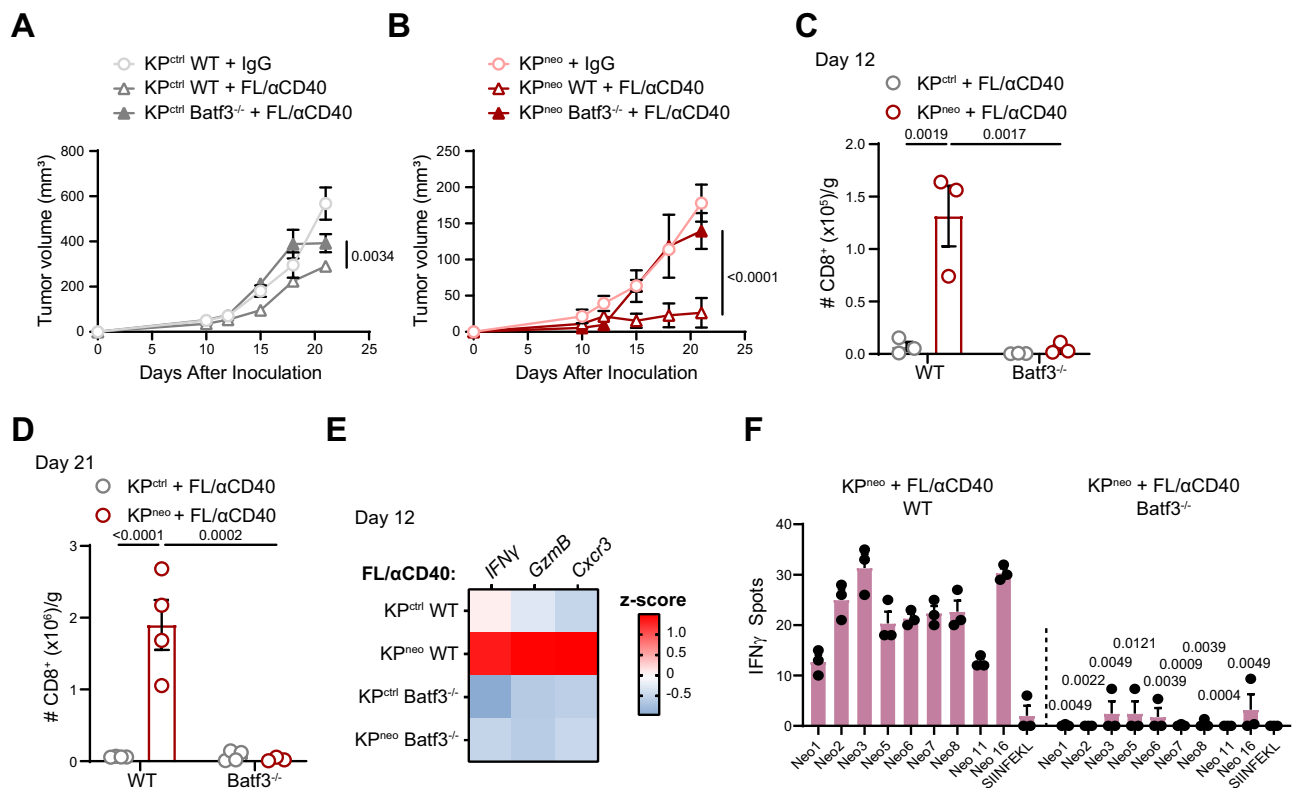 A
KPctrl WT + IgG
KPctrl WT + FL/αCD40
KPctrl Batf3-/- + FL/αCD40
Tumor volume (mm³)
800
600
400
200
0
0.0034
0 5 10 15 20 25
Days After Inoculation
B
KPneo + IgG
KPneo WT + FL/αCD40
KPneo Batf3-/- + FL/αCD40
Tumor volume (mm³)
250
200
150
100
50
0
<0.0001
0 5 10 15 20 25
Days After Inoculation
C
Day 12
KPctrl + FL/αCD40
KPneo + FL/αCD40
0.0019 0.0017
# CD8+ (x10⁵)/g
2.0
1.5
1.0
0.5
0.0
WT Batf3-/-
D
Day 21
KPctrl + FL/αCD40
KPneo + FL/αCD40
<0.0001 0.0002
# CD8+ (x10⁶)/g
3
2
1
0
WT Batf3-/-
E
Day 12
FL/αCD40: IFNγ GzmB Cxcr3
KPctrl WT
KPneo WT
KPctrl Batf3-/-
KPneo Batf3-/-
z-score
1.0
0.5
0
-0.5
F
KPneo + FL/αCD40
WT
KPneo + FL/αCD40
Batf3-/-
IFNγ Spots
40
30
20
10
0
0.0049 0.0022 0.0049 0.0121 0.0039 0.0009 0.0039 0.0004 0.0049
Neo1 Neo2 Neo3 Neo5 Neo6 Neo7 Neo8 Neo 11 Neo 16 SIINFEKL Neo1 Neo2 Neo3 Neo5 Neo6 Neo7 Neo8 Neo 11 Neo 16 SIINFEKL